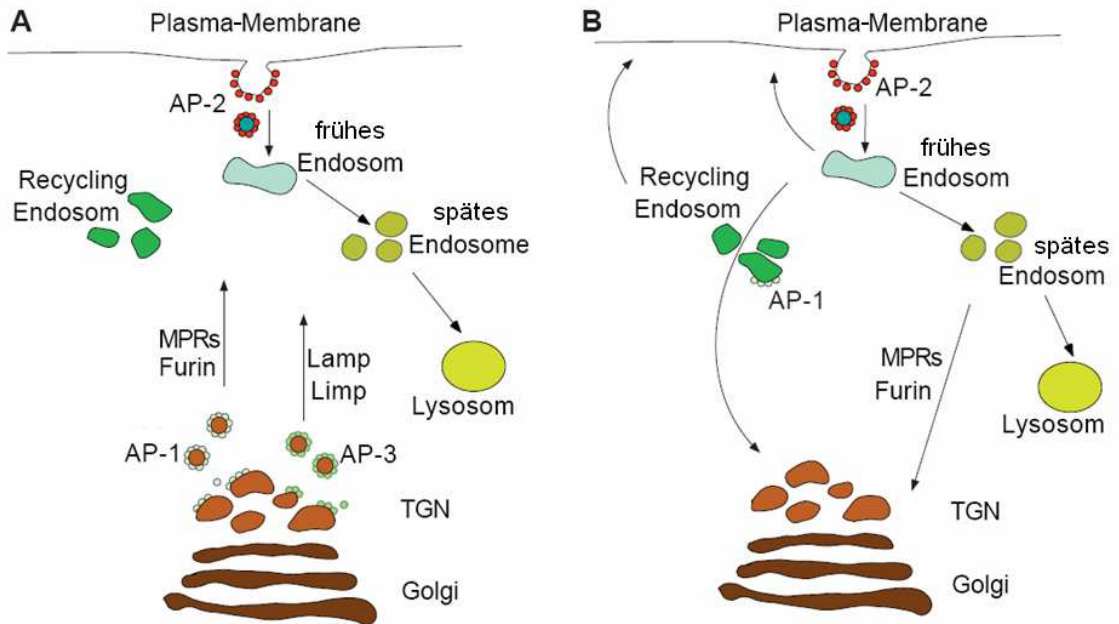 A
Plasma-Membrane
AP-2
frühes
Endosom
Recycling
Endosom
spätes
Endosome
MPRs
Furin
Lamp
Limp
Lysosom
AP-1
AP-3
TGN
Golgi
B
Plasma-Membrane
AP-2
frühes
Endosom
Recycling
Endosom
spätes
Endosom
AP-1
MPRs
Furin
Lysosom
TGN
Golgi